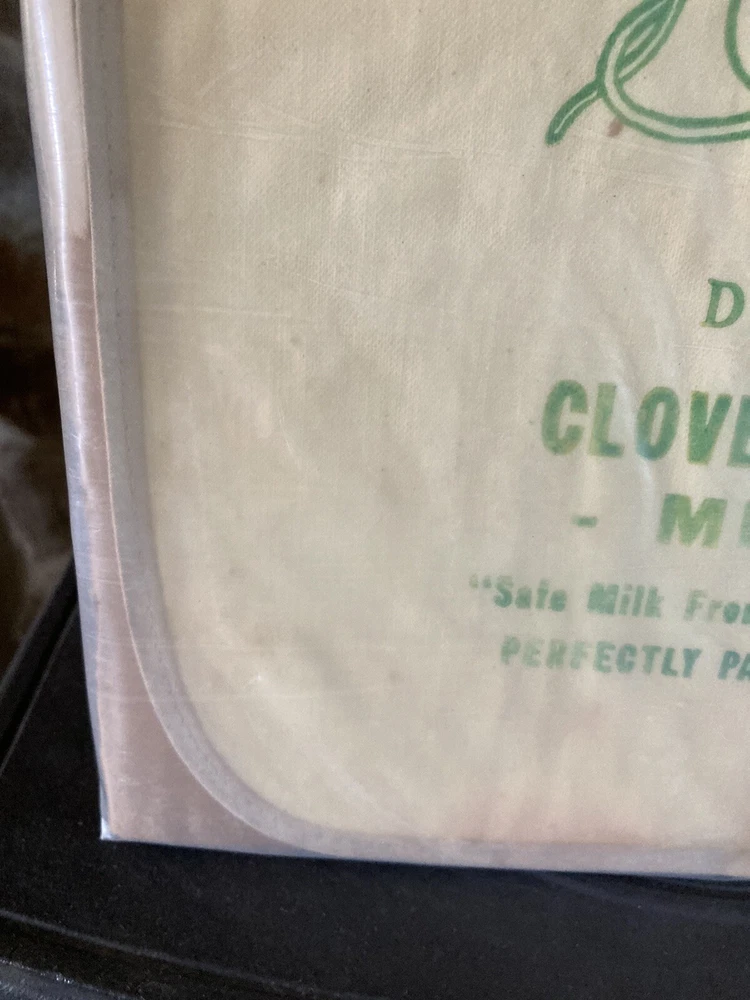 D
CLOVE
- M
"Safe Milk Fro
PERFECTLY PA